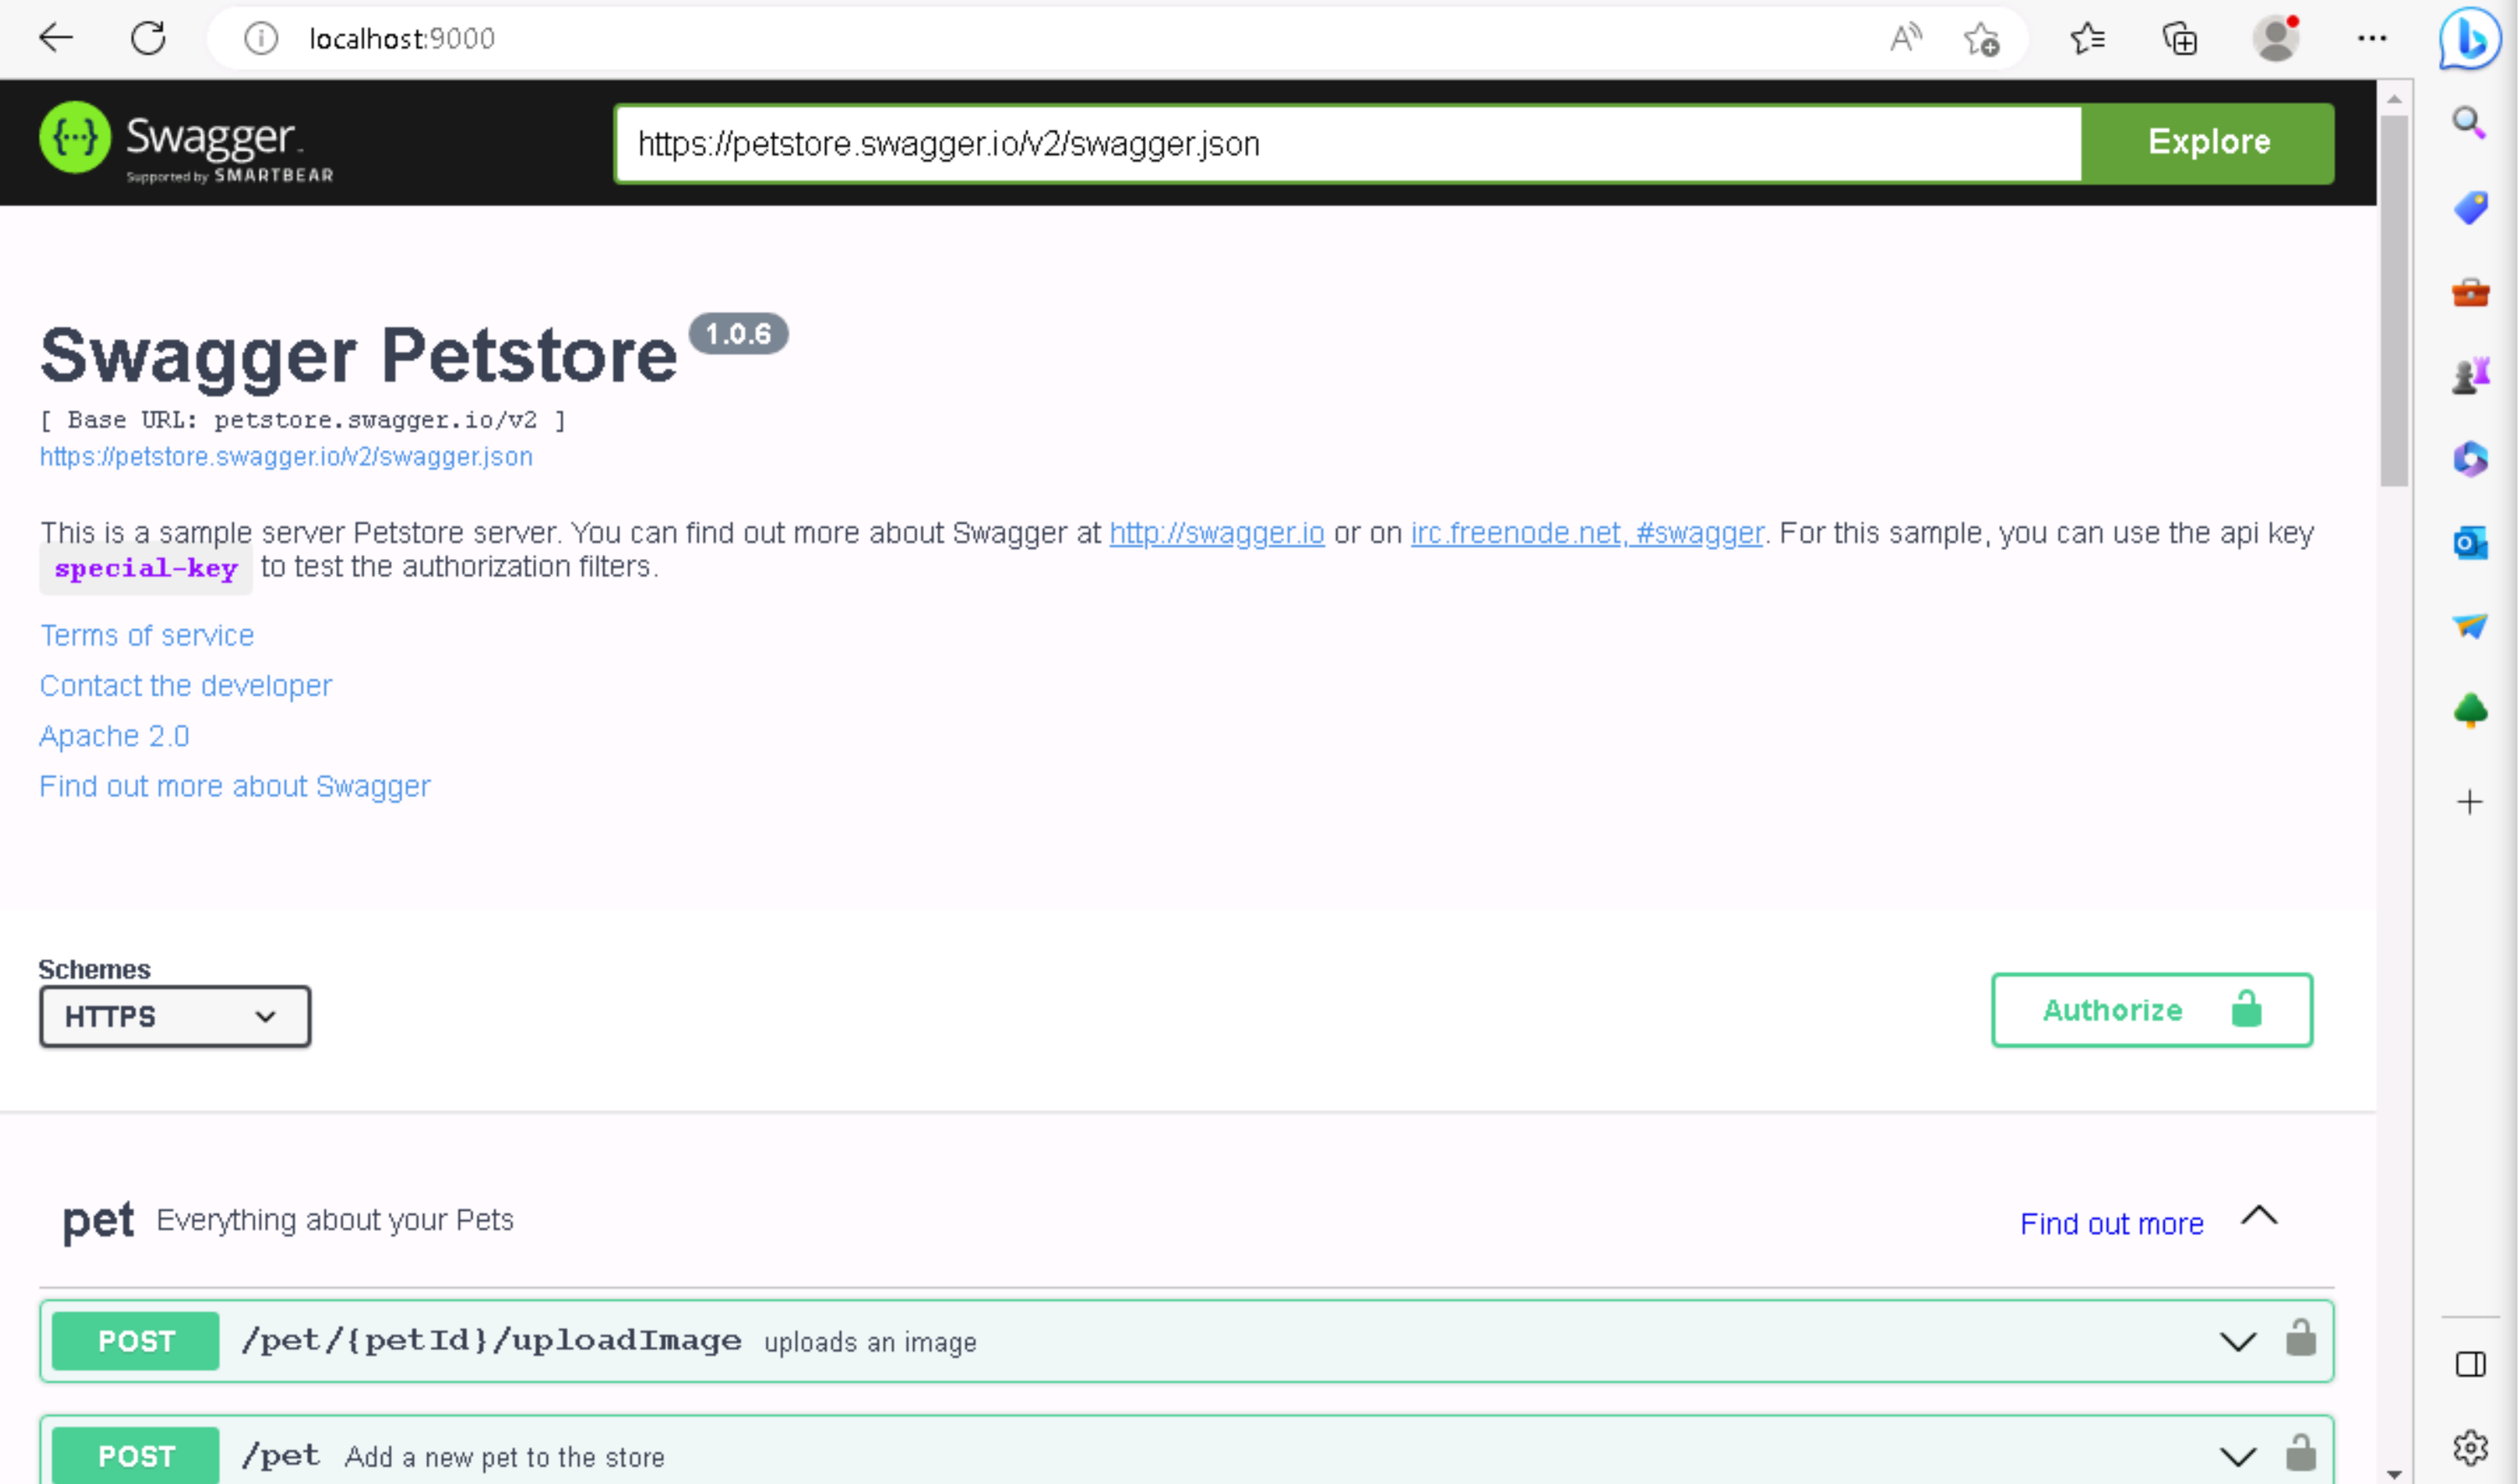 localhost:9000
Swagger
Supported by SMARTBEAR
https://petstore.swagger.io/v2/swagger.json
Explore
Swagger Petstore 1.0.6
[ Base URL: petstore.swagger.io/v2 ]
https://petstore.swagger.io/v2/swagger.json
This is a sample server Petstore server. You can find out more about Swagger at http://swagger.io or on irc.freenode.net, #swagger. For this sample, you can use the api key
special-key to test the authorization filters.
Terms of service
Contact the developer
Apache 2.0
Find out more about Swagger
Schemes
HTTPS
Authorize
pet Everything about your Pets
Find out more
POST /pet/{petId}/uploadImage uploads an image
POST /pet Add a new pet to the store